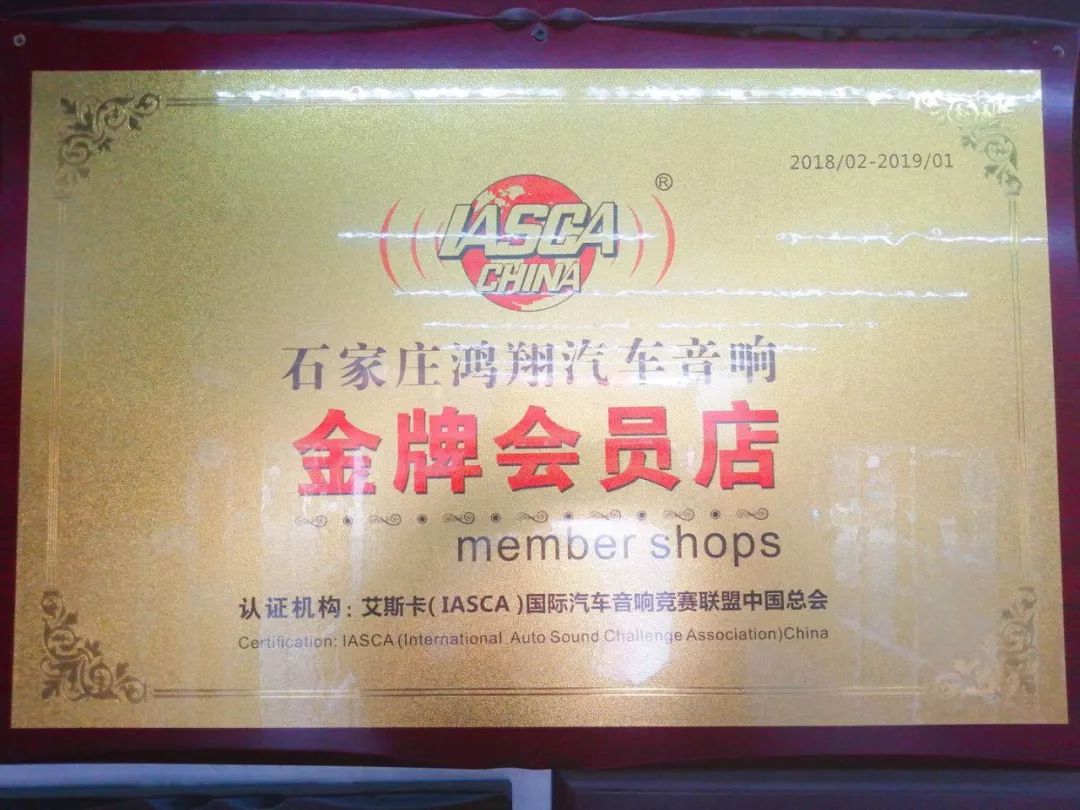 2018/02-2019/01
®
IASCA
CHINA
石家庄鸿翔汽车音响
金牌会员店
member shops
认证机构：艾斯卡(IASCA)国际汽车音响竞赛联盟中国总会
Certification: IASCA(International Auto Sound Challenge Association)China